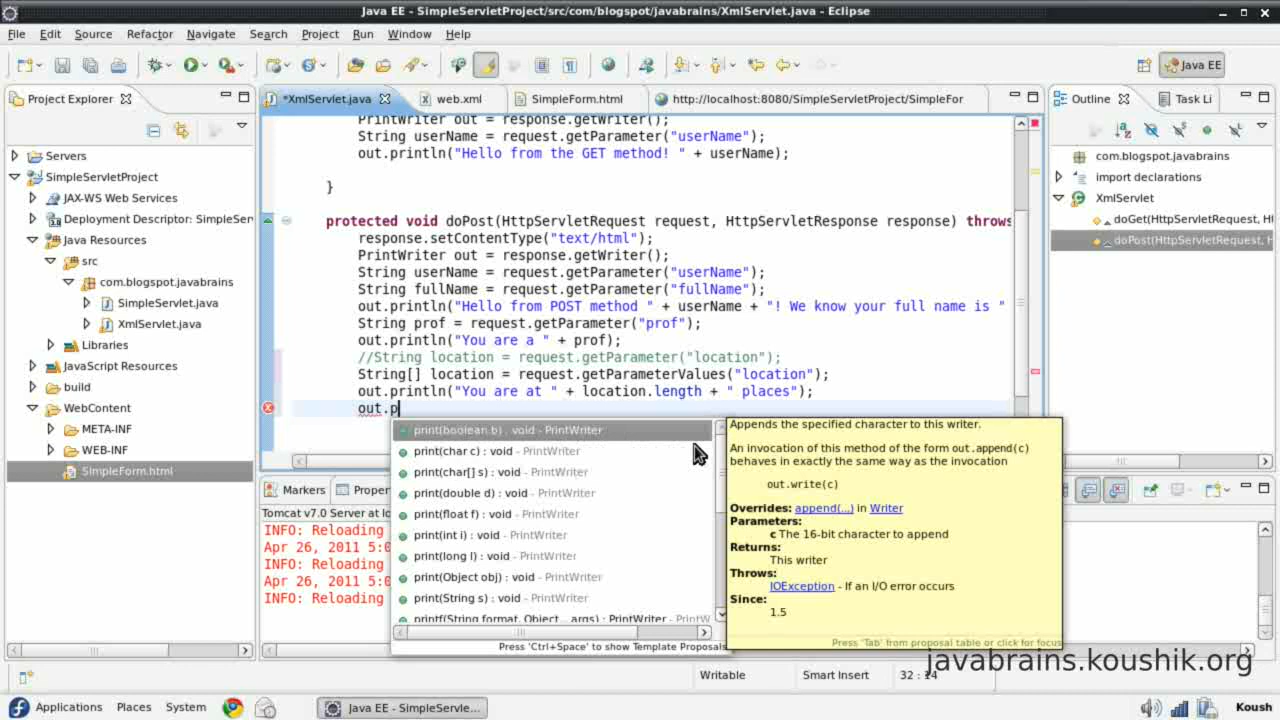 Java EE - SimpleServletProject/src/com/blogspot/javabrains/XmlServlet.java - Eclipse
File Edit Source Refactor Navigate Search Project Run Window Help
Java EE
Project Explorer
*XmlServlet.java web.xml SimpleForm.html http://localhost:8080/SimpleServletProject/SimpleFor
Outline Task Li
Servers
SimpleServletProject
JAX-WS Web Services
Deployment Descriptor: SimpleSer
Java Resources
src
com.blogspot.javabrains
SimpleServlet.java
XmlServlet.java
Libraries
JavaScript Resources
build
WebContent
META-INF
WEB-INF
SimpleForm.html
PrintWriter out = response.getWriter();
String userName = request.getParameter("userName");
out.println("Hello from the GET method! " + userName);
}
protected void doPost(HttpServletRequest request, HttpServletResponse response) throws
response.setContentType("text/html");
PrintWriter out = response.getWriter();
String userName = request.getParameter("userName");
String fullName = request.getParameter("fullName");
out.println("Hello from POST method " + userName + "! We know your full name is "
String prof = request.getParameter("prof");
out.println("You are a " + prof);
//String location = request.getParameter("location");
String[] location = request.getParameterValues("location");
out.println("You are at " + location.length + " places");
out.p
com.blogspot.javabrains
import declarations
XmlServlet
doGet(HttpServletRequest, H
doPost(HttpServletRequest, H
print(boolean b) : void - PrintWriter
print(char c) : void - PrintWriter
print(char[] s) : void - PrintWriter
print(double d) : void - PrintWriter
print(float f) : void - PrintWriter
print(int i) : void - PrintWriter
print(long l) : void - PrintWriter
print(Object obj) : void - PrintWriter
print(String s) : void - PrintWriter
printf(String format, Object... args) : PrintWriter - PrintW
Press 'Ctrl+Space' to show Template Proposals
Appends the specified character to this writer.
An invocation of this method of the form out.append(c)
behaves in exactly the same way as the invocation
out.write(c)
Overrides: append(...) in Writer
Parameters:
c The 16-bit character to append
Returns:
This writer
Throws:
IOException - If an I/O error occurs
Since:
1.5
Press 'Tab' from proposal table or click for focus
Markers Proper
Tomcat v7.0 Server at lo
INFO: Reloading
Apr 26, 2011 5:0
INFO: Reloading
Apr 26, 2011 5:0
INFO: Reloading
javabrains.koushik.org
Writable Smart Insert 32 : 14
Applications Places System Java EE - SimpleServle... Koush